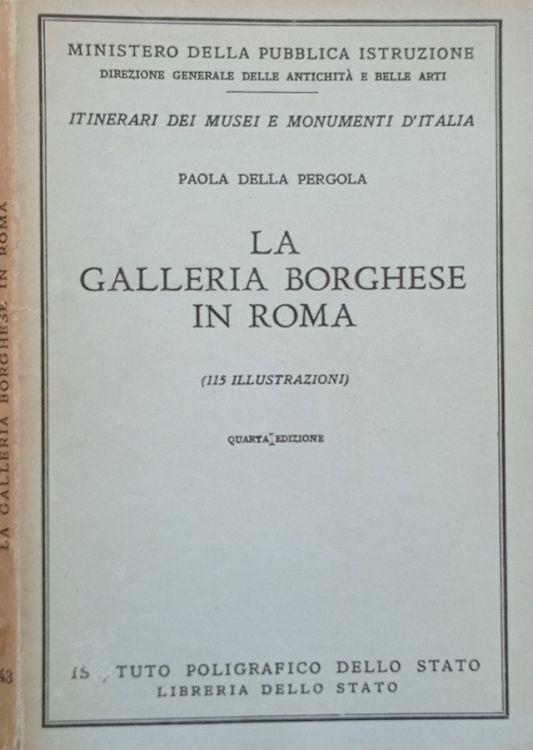 MINISTERO DELLA PUBBLICA ISTRUZIONE
DIREZIONE GENERALE DELLE ANTICHITÀ E BELLE ARTI
ITINERARI DEI MUSEI E MONUMENTI D'ITALIA
PAOLA DELLA PERGOLA
LA
GALLERIA BORGHESE
IN ROMA
(115 ILLUSTRAZIONI)
QUARTA EDIZIONE
IS TUTO POLIGRAFICO DELLO STATO
LIBRERIA DELLO STATO
LA GALLERIA BORGHESE IN ROMA
43